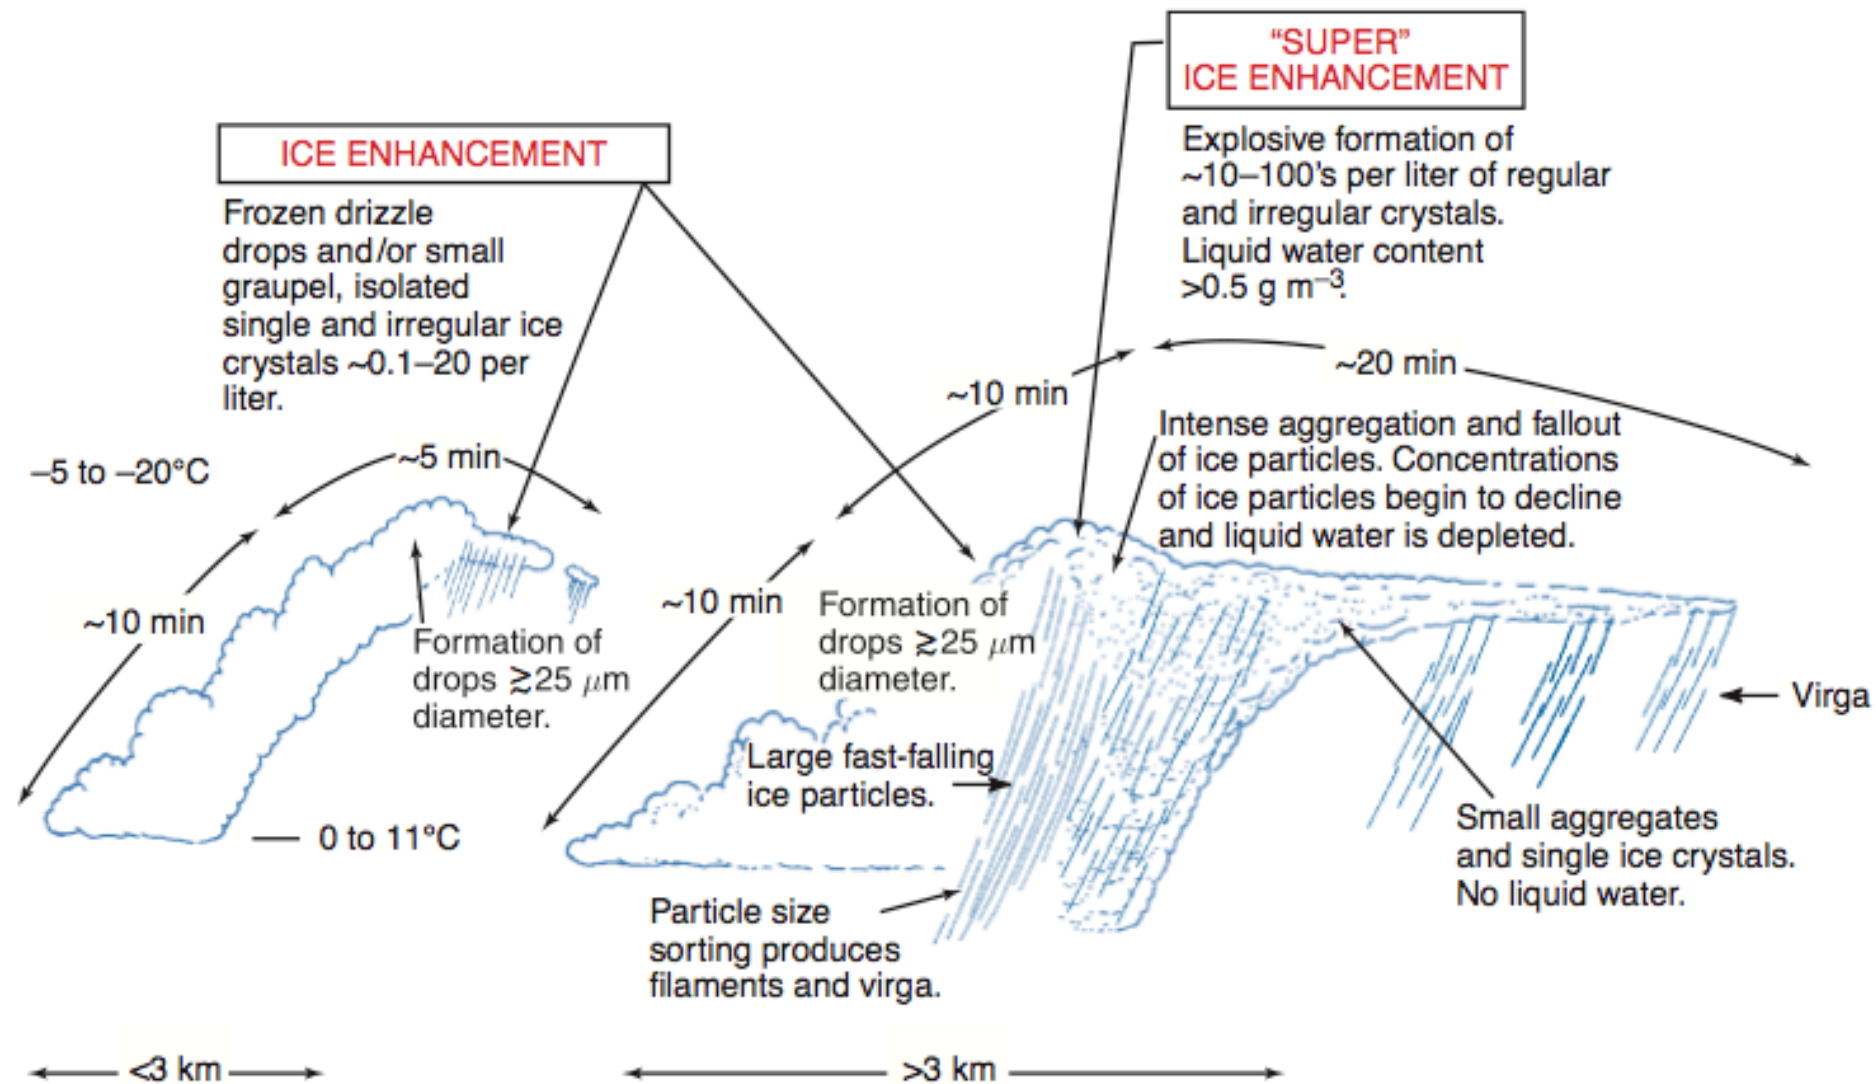 “SUPER”
ICE ENHANCEMENT
Explosive formation of
~10–100’s per liter of regular
and irregular crystals.
Liquid water content
>0.5 g m⁻³.
ICE ENHANCEMENT
Frozen drizzle
drops and/or small
graupel, isolated
single and irregular ice
crystals ~0.1–20 per
liter.
–5 to –20°C
~5 min
~10 min
~10 min
~20 min
Intense aggregation and fallout
of ice particles. Concentrations
of ice particles begin to decline
and liquid water is depleted.
~10 min
Formation of
drops ≳25 μm
diameter.
Formation of
drops ≳25 μm
diameter.
Large fast-falling
ice particles.
Virga
0 to 11°C
Small aggregates
and single ice crystals.
No liquid water.
Particle size
sorting produces
filaments and virga.
<3 km
>3 km